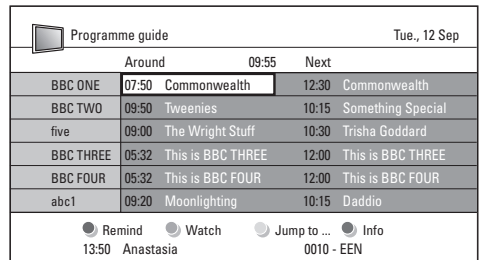 Programme guide Tue., 12 Sep
Around 09:55 Next
BBC ONE 07:50 Commonwealth 12:30 Commonwealth
BBC TWO 09:50 Tweenies 10:15 Something Special
five 09:00 The Wright Stuff 10:30 Trisha Goddard
BBC THREE 05:32 This is BBC THREE 12:00 This is BBC THREE
BBC FOUR 05:32 This is BBC FOUR 12:00 This is BBC FOUR
abc1 09:20 Moonlighting 10:15 Daddio
Remind Watch Jump to ... Info
13:50 Anastasia 0010 - EEN